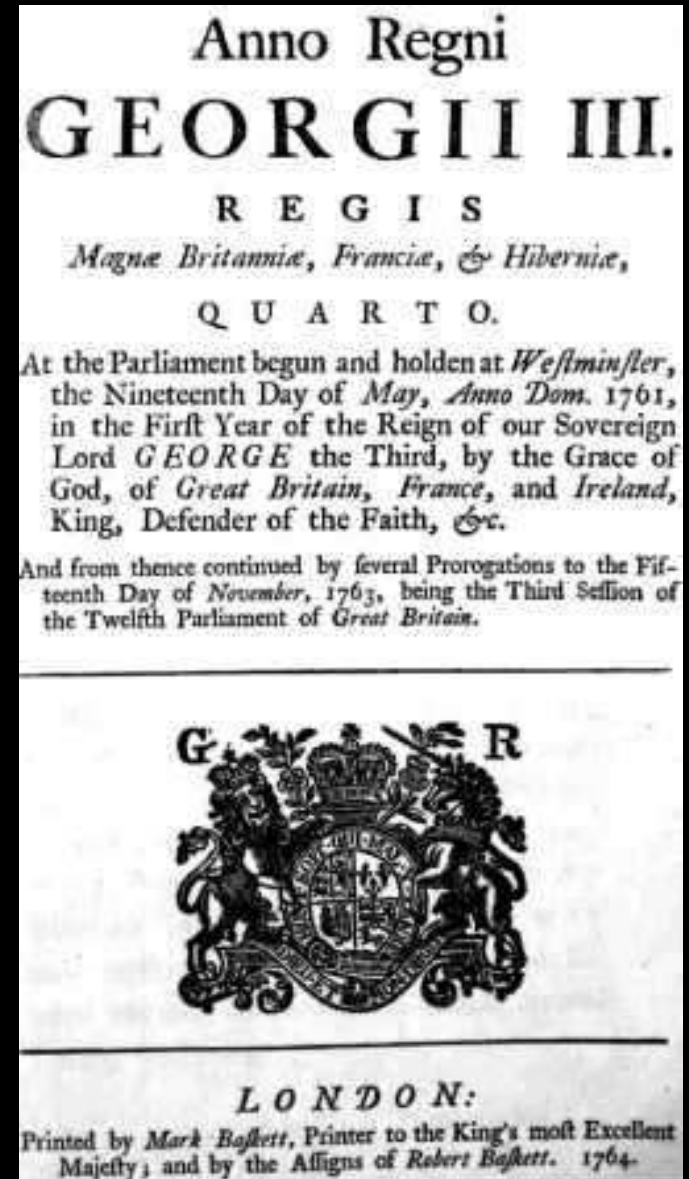 Anno Regni
GEORGII III.
REGIS
Magnæ Britanniæ, Franciæ, & Hiberniæ,
QUARTO.
At the Parliament begun and holden at Weſtminſter,
the Nineteenth Day of May, Anno Dom. 1761,
in the Firſt Year of the Reign of our Sovereign
Lord GEORGE the Third, by the Grace of
God, of Great Britain, France, and Ireland,
King, Defender of the Faith, &c.
And from thence continued by ſeveral Prorogations to the Fif-
teenth Day of November, 1763, being the Third Seſſion of
the Twelfth Parliament of Great Britain.
G R
LONDON:
Printed by Mark Baſkett, Printer to the King's moſt Excellent
Majeſty; and by the Aſſigns of Robert Baſkett. 1764.